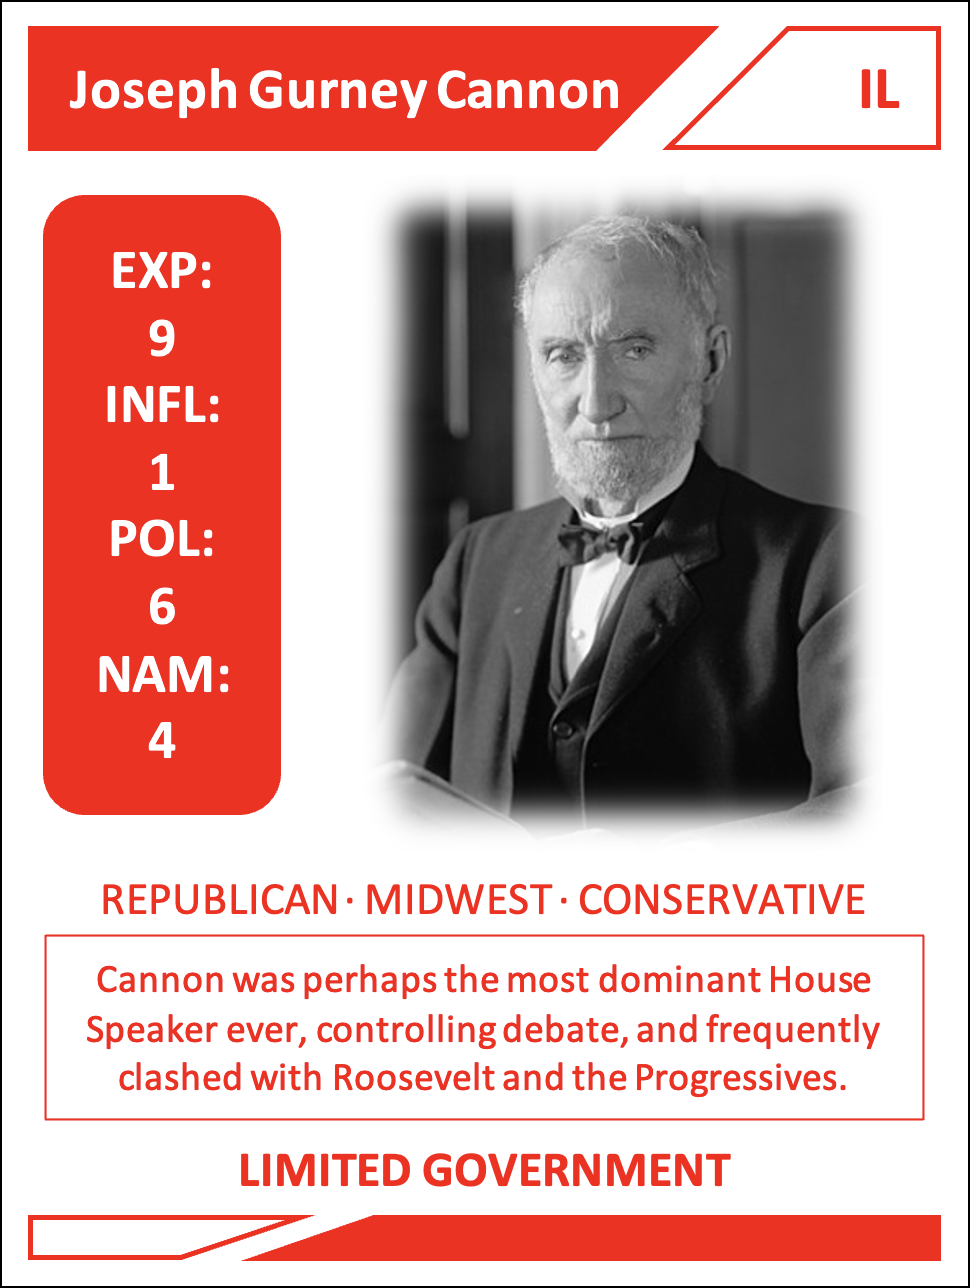 Joseph Gurney Cannon
IL
EXP:
9
INFL:
1
POL:
6
NAM:
4
REPUBLICAN · MIDWEST · CONSERVATIVE
Cannon was perhaps the most dominant House
Speaker ever, controlling debate, and frequently
clashed with Roosevelt and the Progressives.
LIMITED GOVERNMENT